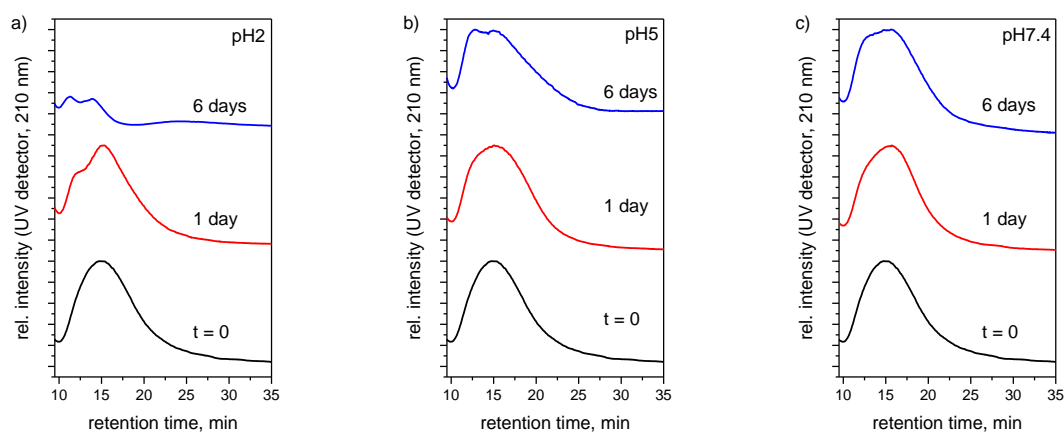 a)
pH2
rel. intensity (UV detector, 210 nm)
6 days
1 day
t = 0
10 15 20 25 30 35
retention time, min
b)
pH5
rel. intensity (UV detector, 210 nm)
6 days
1 day
t = 0
10 15 20 25 30 35
retention time, min
c)
pH7.4
rel. intensity (UV detector, 210 nm)
6 days
1 day
t = 0
10 15 20 25 30 35
retention time, min